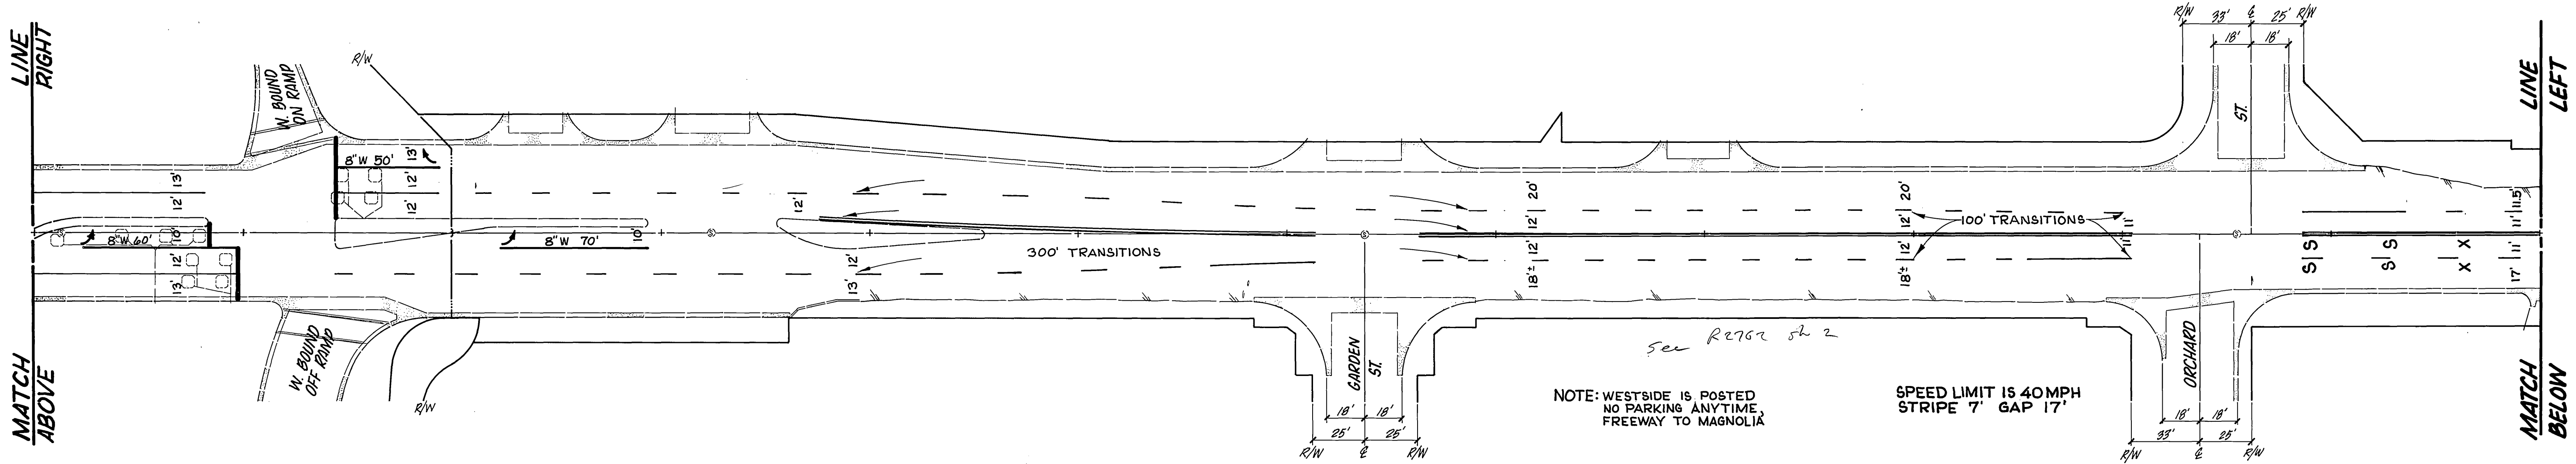 LINE
RIGHT
MATCH
ABOVE
W. BOUND
ON RAMP
R/W
8" W 50'
13'
12'
12'
13'
12'
8" W 60'
10'
12'
13'
W. BOUND
OFF RAMP
R/W
8" W 70'
10'
12'
12'
13'
300' TRANSITIONS
20'
12'
12'
18'±
20'
12'
12'
18'±
100' TRANSITIONS
11'
11'
GARDEN
ST.
18' 18'
25' 25'
R/W ℄ R/W
See R2762 sh 2
NOTE: WESTSIDE IS POSTED
NO PARKING ANYTIME,
FREEWAY TO MAGNOLIA
SPEED LIMIT IS 40 MPH
STRIPE 7' GAP 17'
R/W 33' ℄ 25' R/W
18' 18'
ST.
ORCHARD
18' 18'
33' 25'
R/W ℄ R/W
S S X
S S X
11.5'
11'
11'
17'
LINE
LEFT
MATCH
BELOW